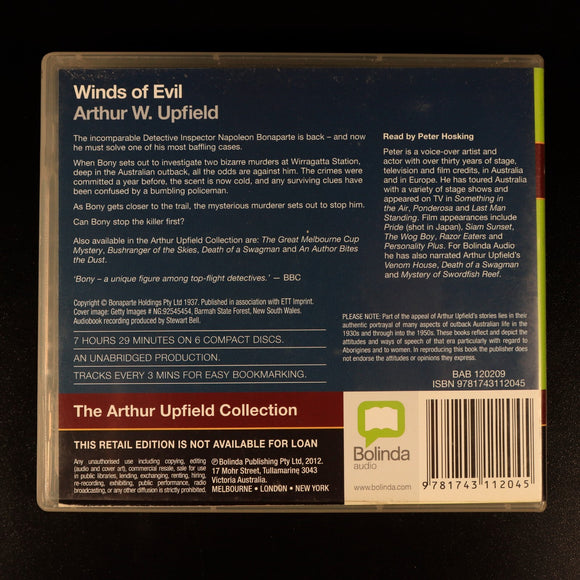 Winds of Evil
Arthur W. Upfield
The incomparable Detective Inspector Napoleon Bonaparte is back – and now
he must solve one of his most baffling cases.
When Bony sets out to investigate two bizarre murders at Wirragatta Station,
deep in the Australian outback, all the odds are against him. The crimes were
committed a year before, the scent is now cold, and any surviving clues have
been confused by a bumbling policeman.
As Bony gets closer to the trail, the mysterious murderer sets out to stop him.
Can Bony stop the killer first?
Also available in the Arthur Upfield Collection are: The Great Melbourne Cup
Mystery, Bushranger of the Skies, Death of a Swagman and An Author Bites
the Dust.
'Bony – a unique figure among top-flight detectives.' — BBC
Copyright © Bonaparte Holdings Pty Ltd 1937. Published in association with ETT Imprint.
Cover image: Getty Images # NG:92545454, Barmah State Forest, New South Wales.
Audiobook recording produced by Stewart Bell.
7 HOURS 29 MINUTES ON 6 COMPACT DISCS.
AN UNABRIDGED PRODUCTION.
TRACKS EVERY 3 MINS FOR EASY BOOKMARKING.
Read by Peter Hosking
Peter is a voice-over artist and
actor with over thirty years of stage,
television and film credits, in Australia
and in Europe. He has toured Australia
with a variety of stage shows and
appeared on TV in Something in
the Air, Ponderosa and Last Man
Standing. Film appearances include
Pride (shot in Japan), Siam Sunset,
The Wog Boy, Razor Eaters and
Personality Plus. For Bolinda Audio
he has also narrated Arthur Upfield's
Venom House, Death of a Swagman and
Mystery of Swordfish Reef.
PLEASE NOTE: Part of the appeal of Arthur Upfield's stories lies in their
authentic portrayal of many aspects of outback Australian life in the
1930s and through into the 1950s. These books reflect and depict the
attitudes and ways of speech of that era particularly with regard to
Aborigines and to women. In reproducing this book the publisher does
not endorse the attitudes or opinions they express.
BAB 120209
ISBN 9781743112045
The Arthur Upfield Collection
THIS RETAIL EDITION IS NOT AVAILABLE FOR LOAN
Any unauthorised use including copying, editing
(audio and cover art), commercial resale, sale for use
in public libraries, lending, exchanging, renting, hiring,
re-recording, exhibiting, public performance, radio
broadcasting, or any other diffusion is strictly prohibited.
℗ Bolinda Publishing Pty Ltd, 2012.
17 Mohr Street, Tullamarine 3043
Victoria Australia.
MELBOURNE • LONDON • NEW YORK
Bolinda
audio
www.bolinda.com
9 781743 112045